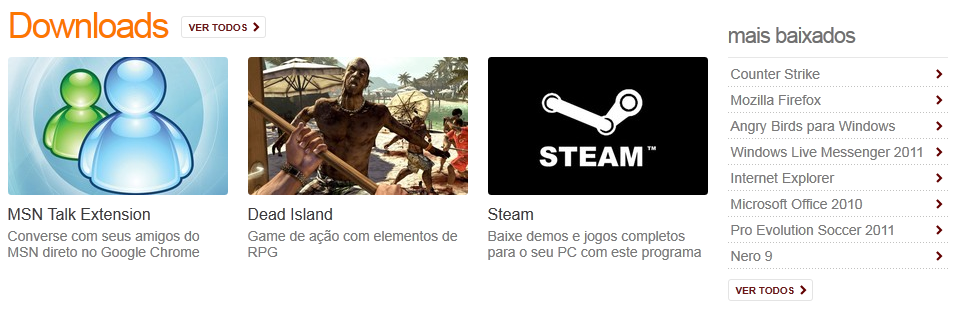 Downloads
VER TODOS
STEAM™
MSN Talk Extension
Converse com seus amigos do
MSN direto no Google Chrome
Dead Island
Game de ação com elementos de
RPG
Steam
Baixe demos e jogos completos
para o seu PC com este programa
mais baixados
Counter Strike
Mozilla Firefox
Angry Birds para Windows
Windows Live Messenger 2011
Internet Explorer
Microsoft Office 2010
Pro Evolution Soccer 2011
Nero 9
VER TODOS